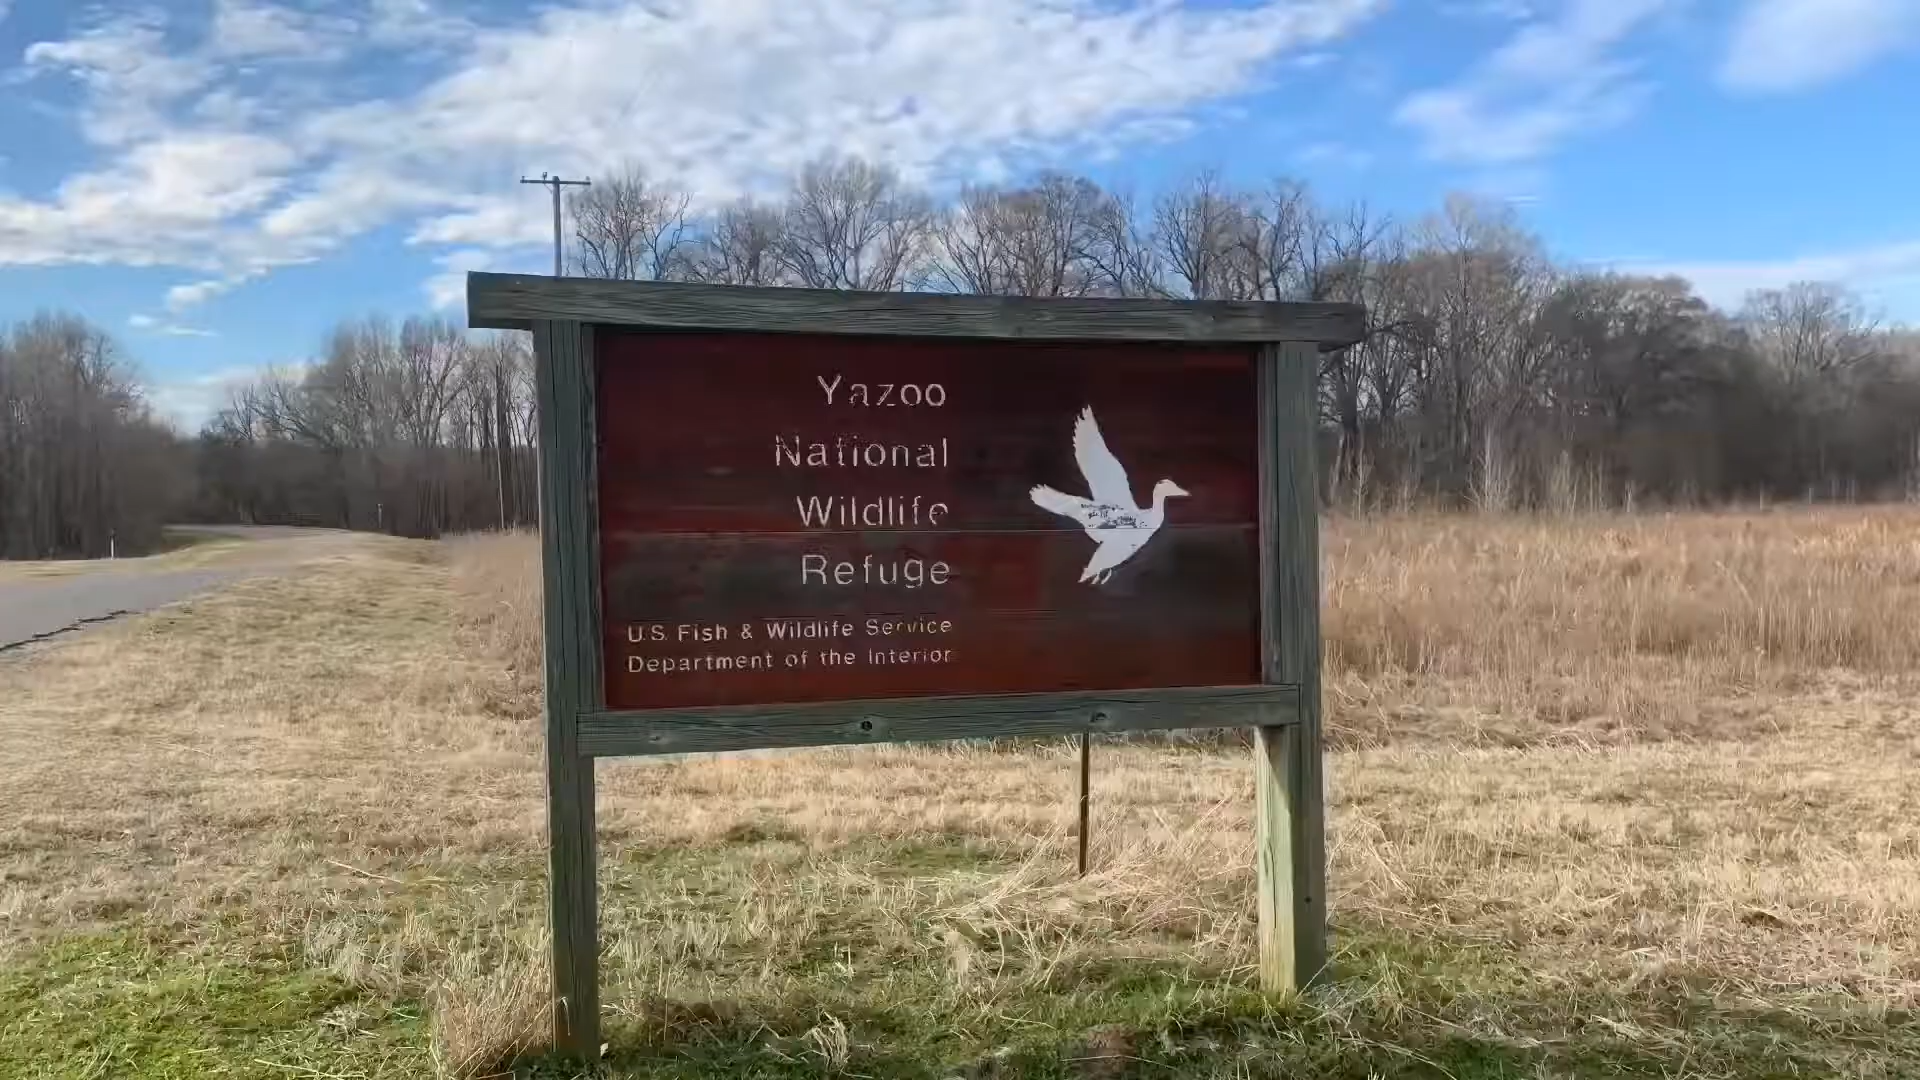 Yazoo
National
Wildlife
Refuge
U.S. Fish & Wildlife Service
Department of the Interior